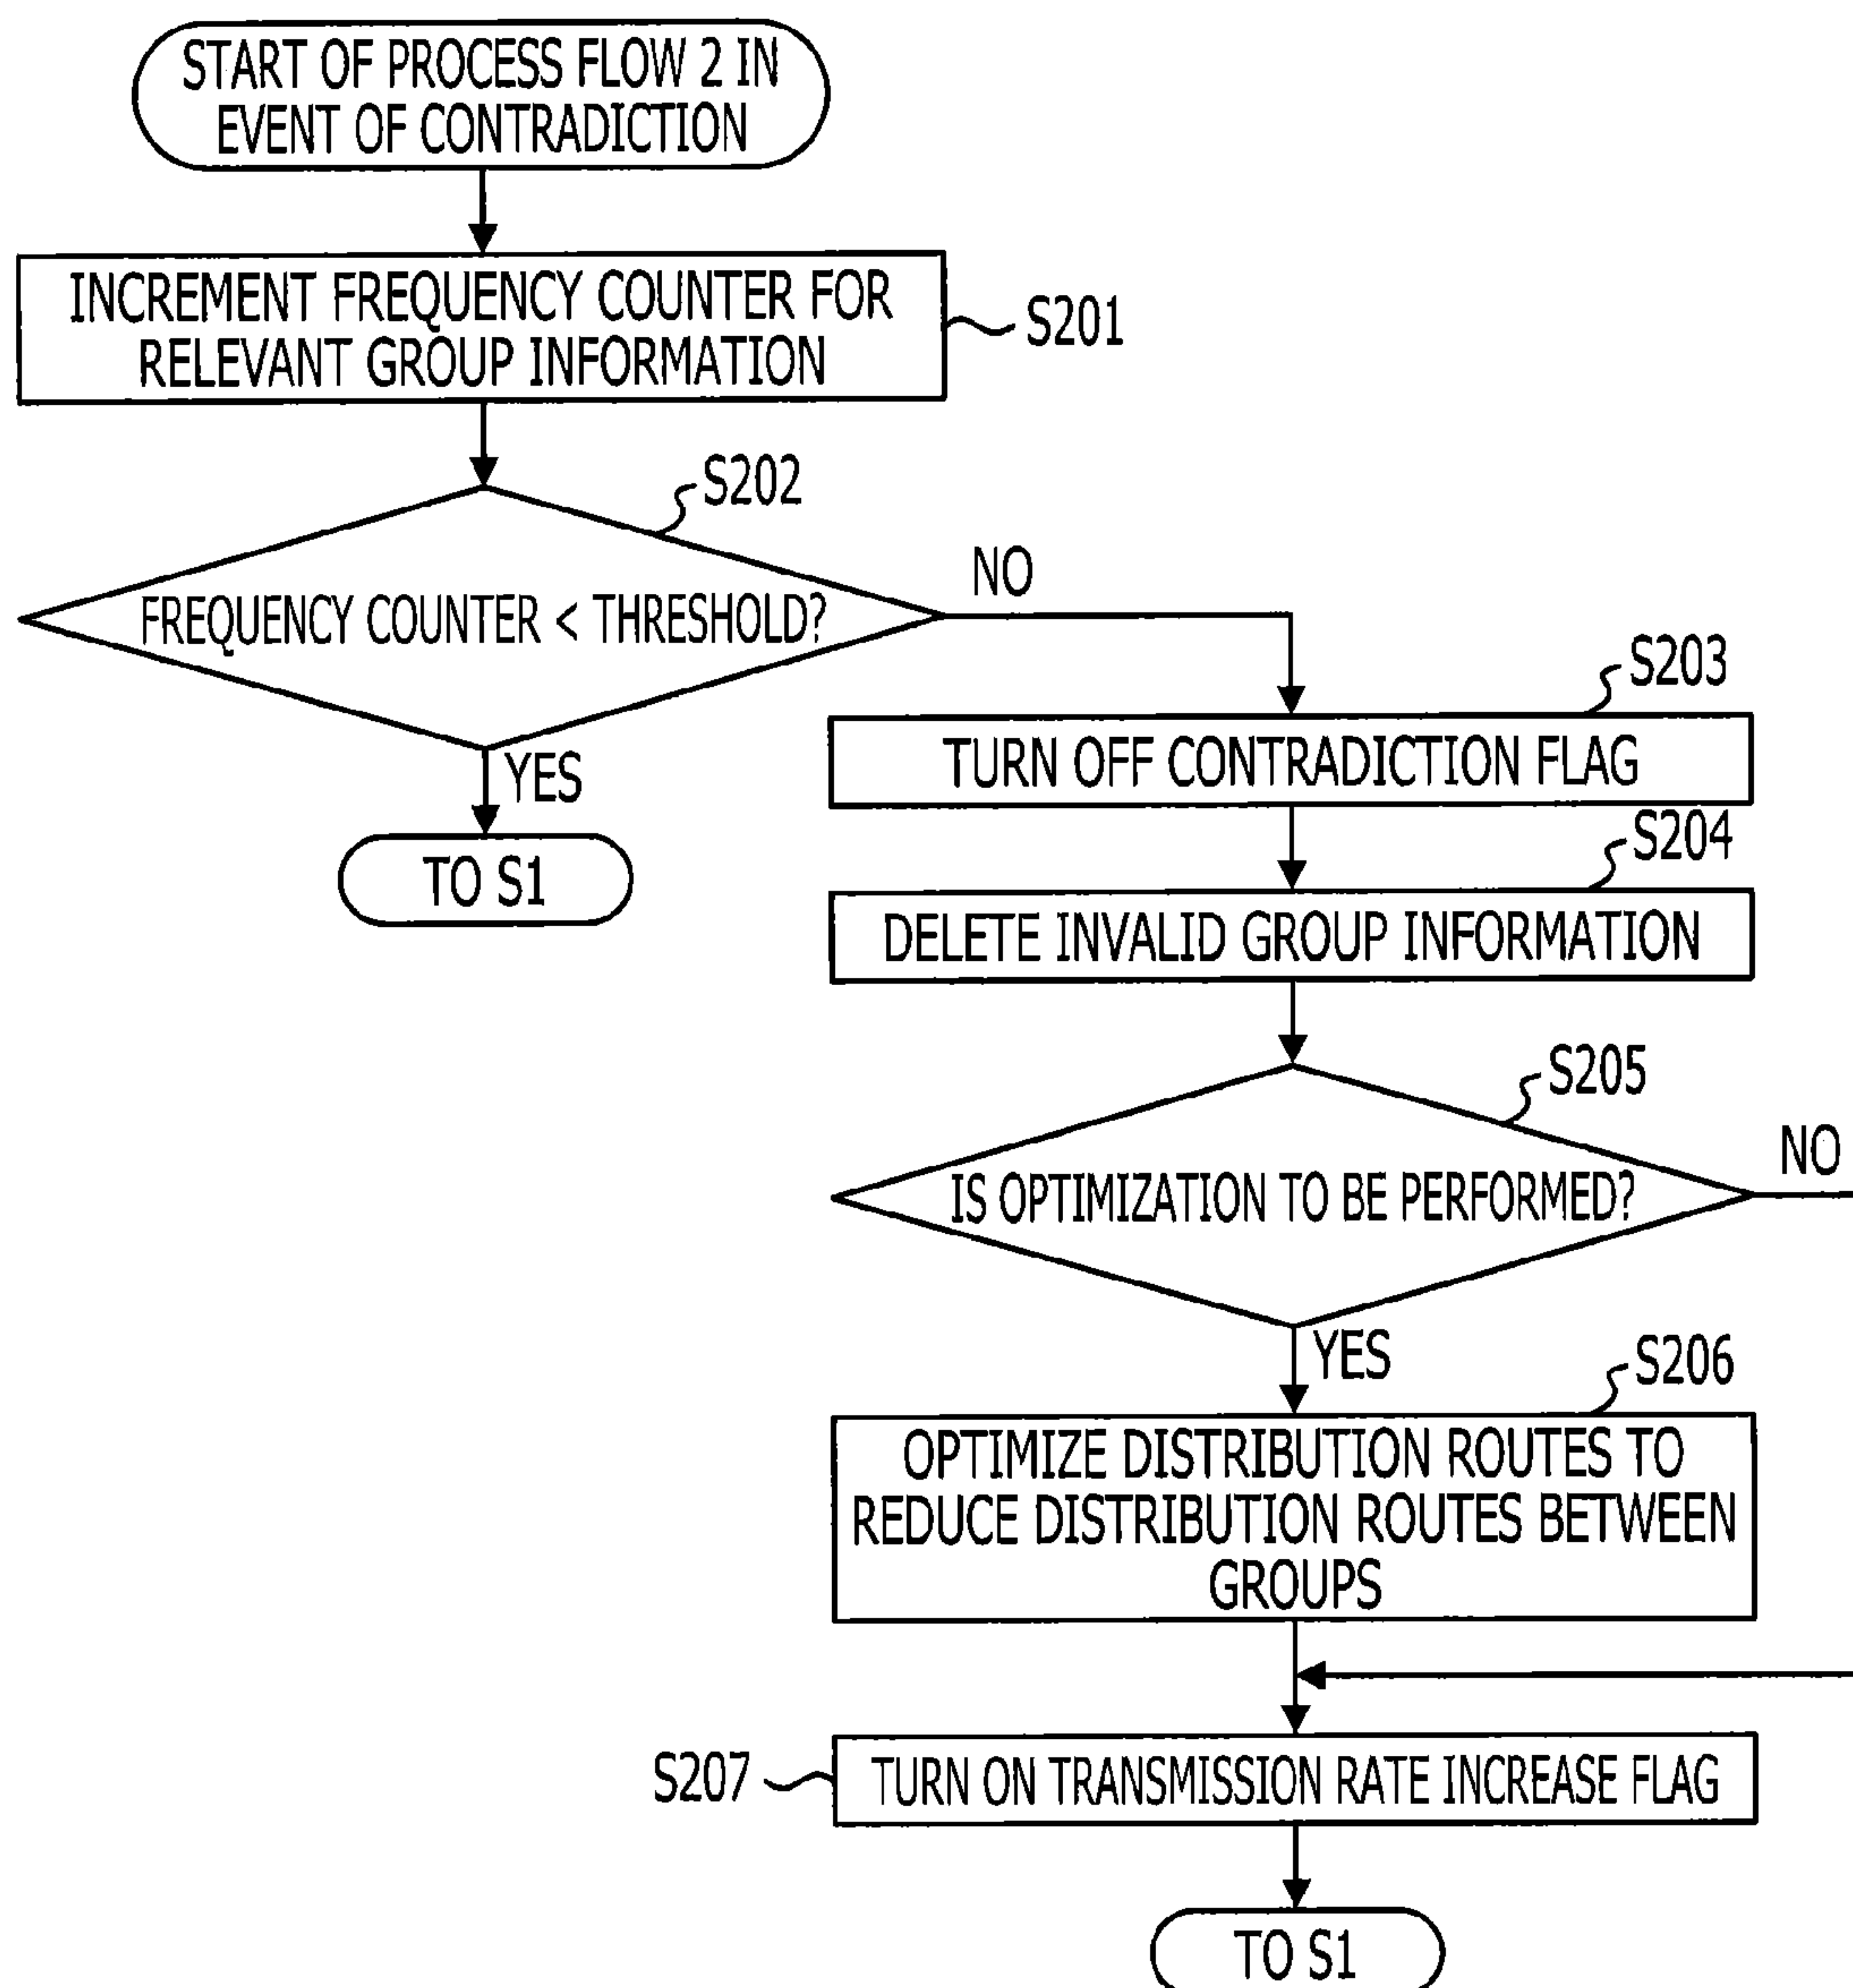 START OF PROCESS FLOW 2 IN
EVENT OF CONTRADICTION
INCREMENT FREQUENCY COUNTER FOR
RELEVANT GROUP INFORMATION
S201
S202
FREQUENCY COUNTER < THRESHOLD?
NO
YES
TO S1
S203
TURN OFF CONTRADICTION FLAG
S204
DELETE INVALID GROUP INFORMATION
S205
IS OPTIMIZATION TO BE PERFORMED?
NO
YES
S206
OPTIMIZE DISTRIBUTION ROUTES TO
REDUCE DISTRIBUTION ROUTES BETWEEN
GROUPS
S207
TURN ON TRANSMISSION RATE INCREASE FLAG
TO S1